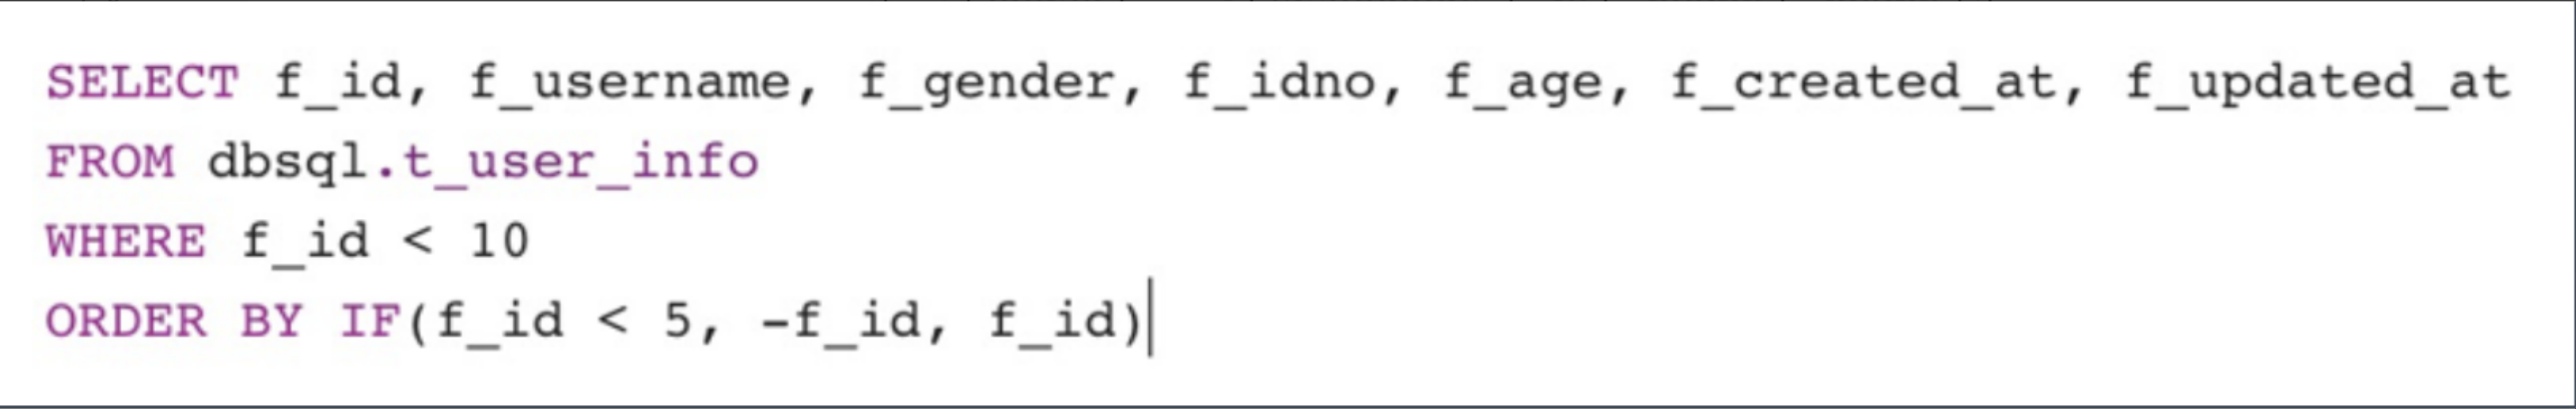 SELECT f_id, f_username, f_gender, f_idno, f_age, f_created_at, f_updated_at
FROM dbsql.t_user_info
WHERE f_id < 10
ORDER BY IF(f_id < 5, -f_id, f_id)